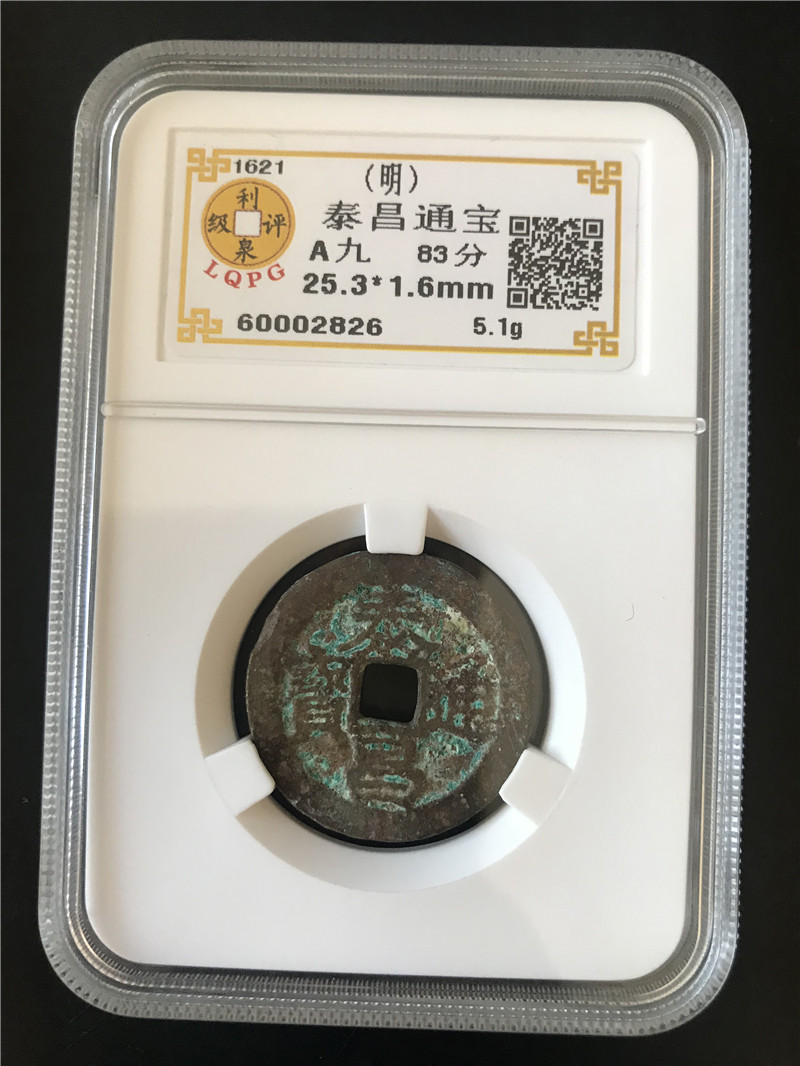 1621
(明)
利泉评级
泰昌通宝
LQPG
A九 83分
25.3*1.6mm
60002826 5.1g
泰昌通寶